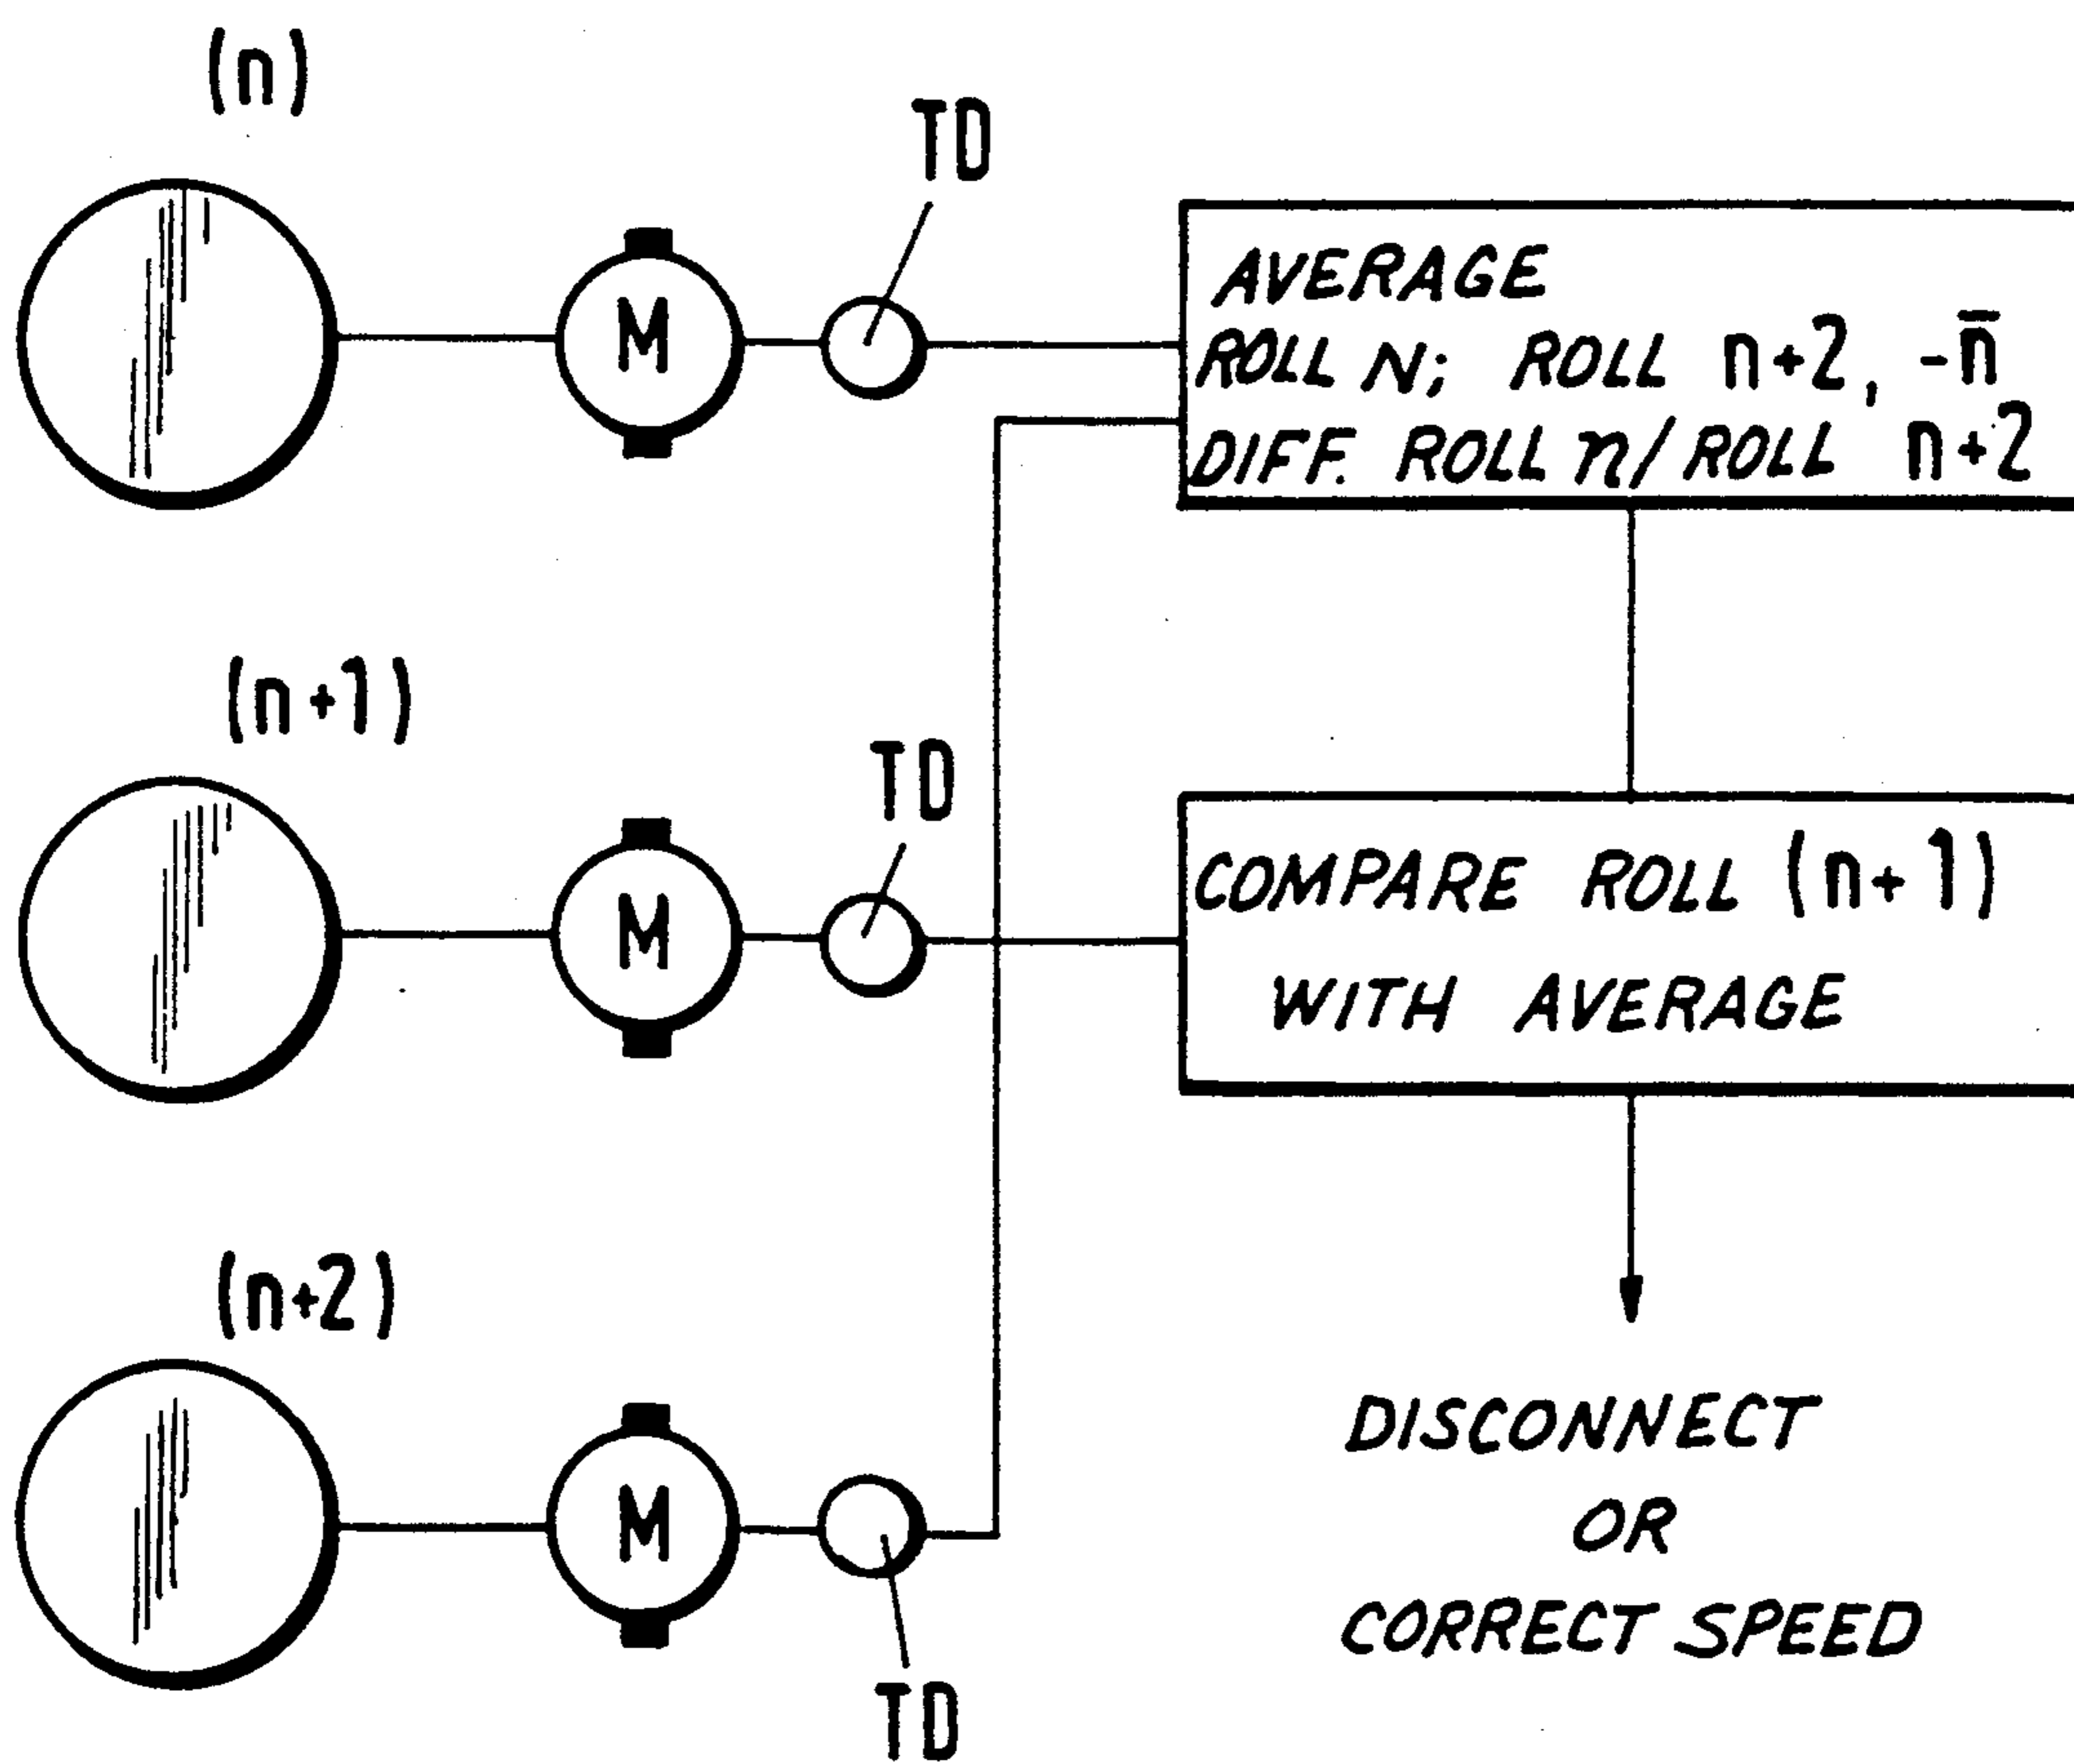 (n)
TD
M
AVERAGE
ROLL N; ROLL n+2, -n̄
DIFF. ROLL n/ROLL n+2
(n+1)
TD
M
COMPARE ROLL (n+1)
WITH AVERAGE
(n+2)
M
TD
DISCONNECT
OR
CORRECT SPEED